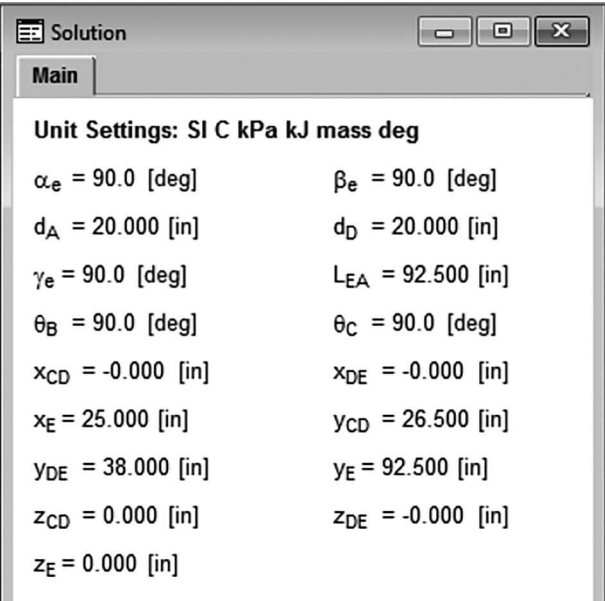 Solution
Main
Unit Settings: SI C kPa kJ mass deg
αe = 90.0 [deg] βe = 90.0 [deg]
dA = 20.000 [in] dD = 20.000 [in]
γe = 90.0 [deg] LEA = 92.500 [in]
θB = 90.0 [deg] θC = 90.0 [deg]
xCD = -0.000 [in] xDE = -0.000 [in]
xE = 25.000 [in] yCD = 26.500 [in]
yDE = 38.000 [in] yE = 92.500 [in]
zCD = 0.000 [in] zDE = -0.000 [in]
zE = 0.000 [in]